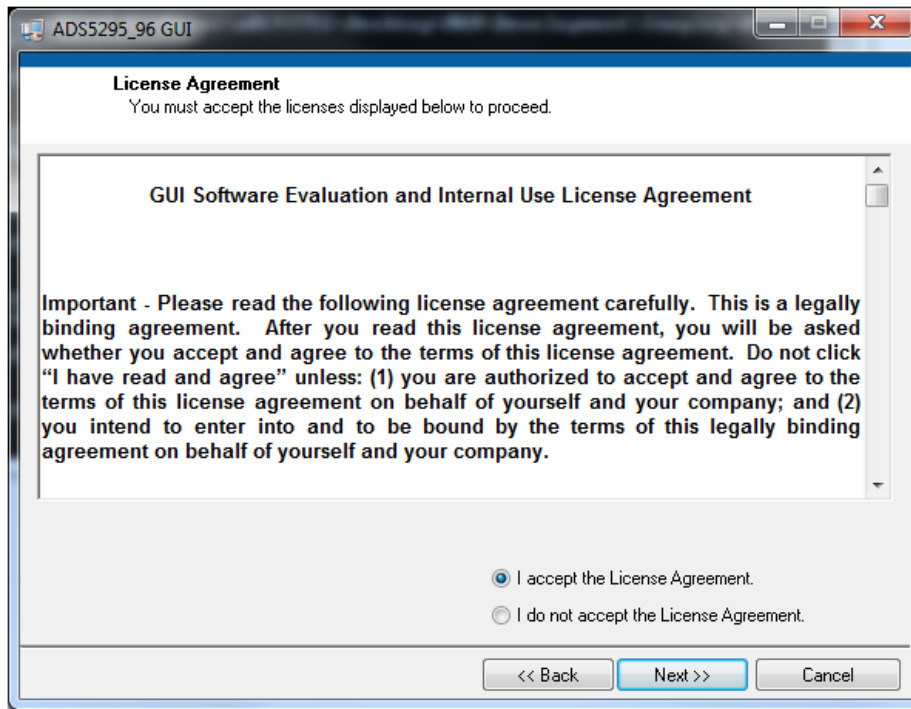 ADS5295_96 GUI
License Agreement
You must accept the licenses displayed below to proceed.
GUI Software Evaluation and Internal Use License Agreement
Important - Please read the following license agreement carefully.  This is a legally
binding agreement.  After you read this license agreement, you will be asked
whether you accept and agree to the terms of this license agreement.  Do not click
“I have read and agree” unless: (1) you are authorized to accept and agree to the
terms of this license agreement on behalf of yourself and your company; and (2)
you intend to enter into and to be bound by the terms of this legally binding
agreement on behalf of yourself and your company.
I accept the License Agreement.
I do not accept the License Agreement.
<< Back
Next >>
Cancel